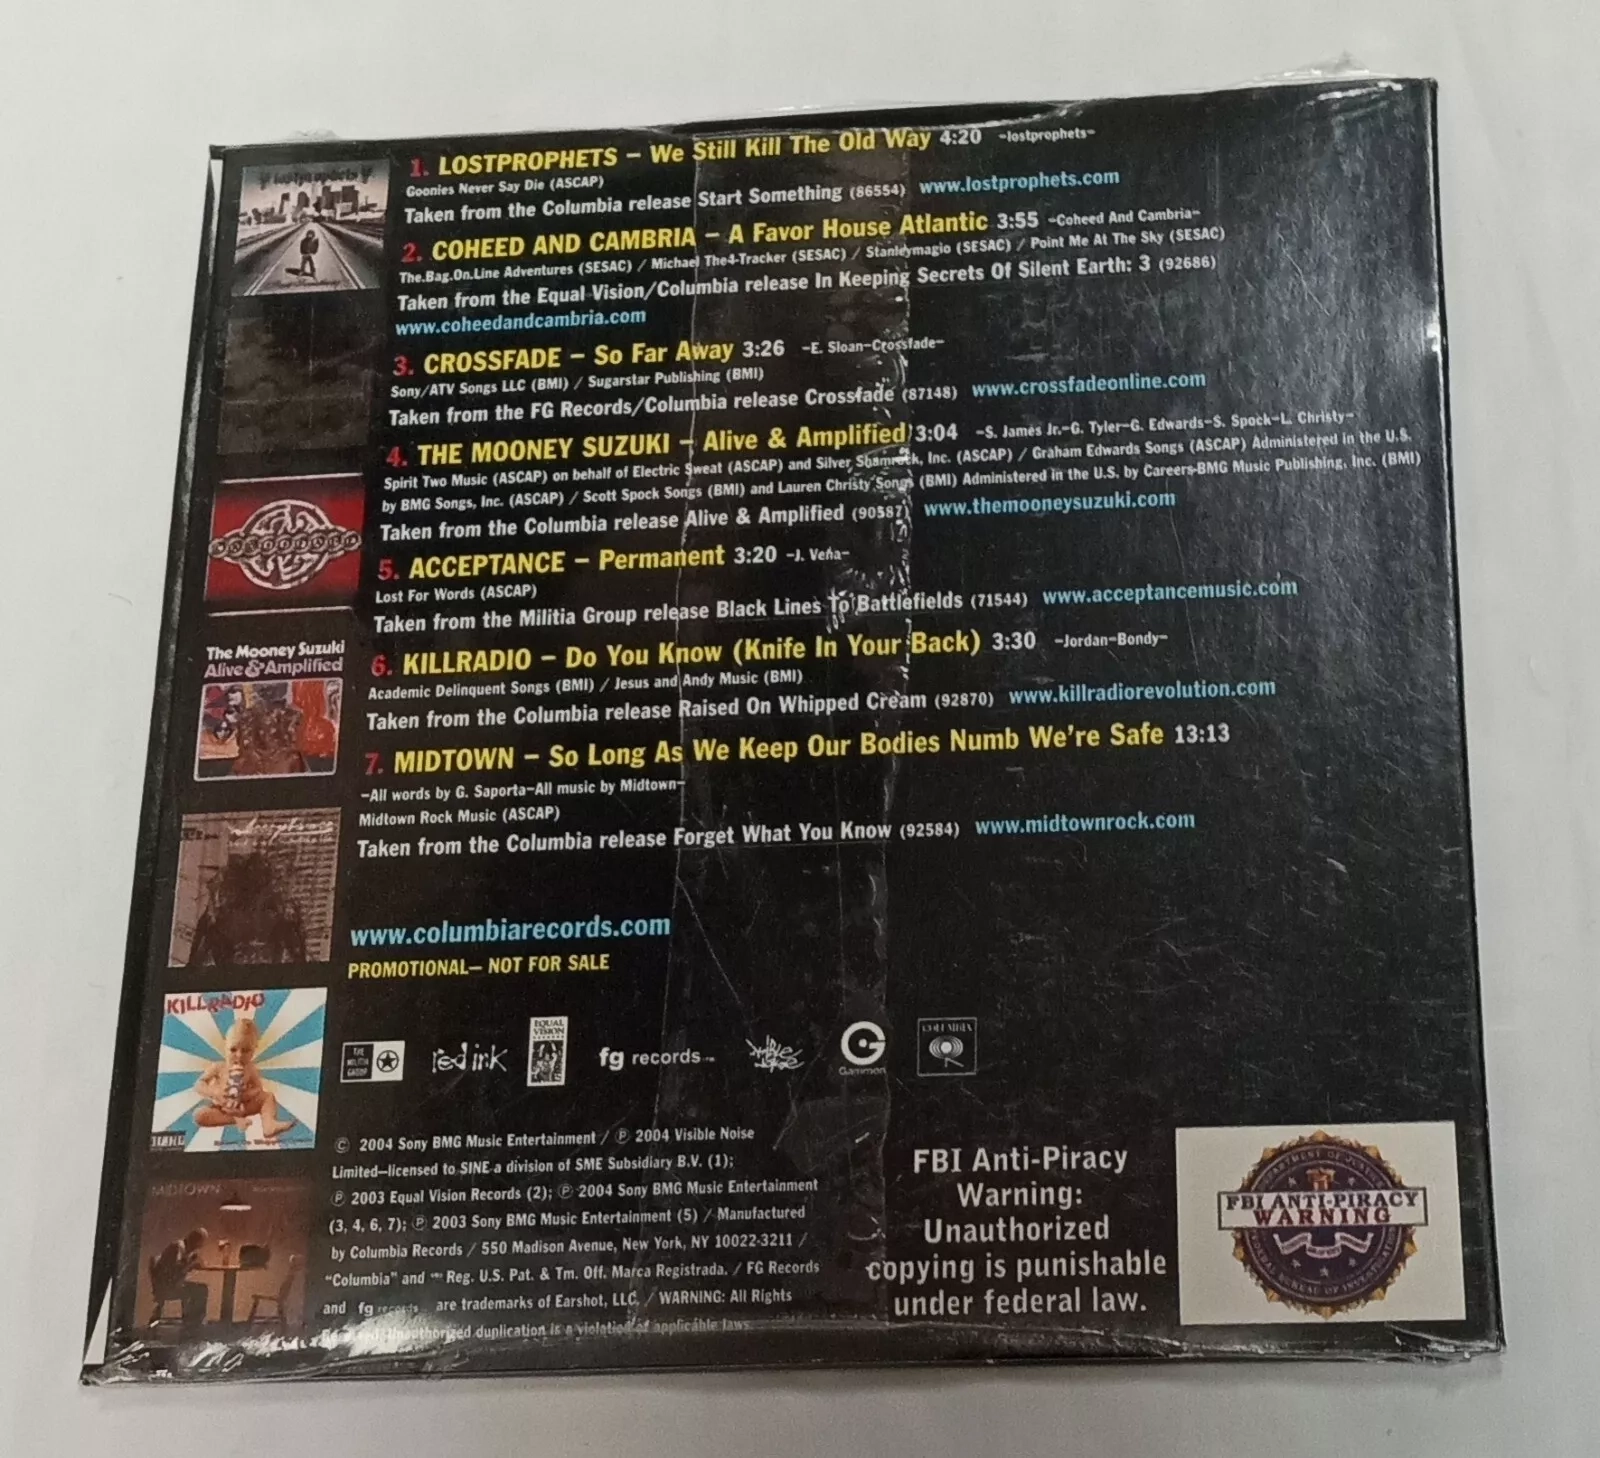 1. LOSTPROPHETS – We Still Kill The Old Way 4:20 –lostprophets–
Goonies Never Say Die (ASCAP)
Taken from the Columbia release Start Something (86554) www.lostprophets.com
2. COHEED AND CAMBRIA – A Favor House Atlantic 3:55 –Coheed And Cambria–
The.Bag.On.Line Adventures (SESAC) / Michael The4-Tracker (SESAC) / Stanleymagio (SESAC) / Point Me At The Sky (SESAC)
Taken from the Equal Vision/Columbia release In Keeping Secrets Of Silent Earth: 3 (92686)
www.coheedandcambria.com
3. CROSSFADE – So Far Away 3:26 –E. Sloan–Crossfade–
Sony/ATV Songs LLC (BMI) / Sugarstar Publishing (BMI)
Taken from the FG Records/Columbia release Crossfade (87148) www.crossfadeonline.com
4. THE MOONEY SUZUKI – Alive & Amplified 3:04 –S. James Jr.–G. Tyler–G. Edwards–S. Spock–L. Christy–
Spirit Two Music (ASCAP) on behalf of Electric Sweat (ASCAP) and Silver Shamrock, Inc. (ASCAP) / Graham Edwards Songs (ASCAP) Administered in the U.S.
by BMG Songs, Inc. (ASCAP) / Scott Spock Songs (BMI) and Lauren Christy Songs (BMI) Administered in the U.S. by Careers-BMG Music Publishing, Inc. (BMI)
Taken from the Columbia release Alive & Amplified (90587) www.themooneysuzuki.com
5. ACCEPTANCE – Permanent 3:20 –J. Veña–
Lost For Words (ASCAP)
Taken from the Militia Group release Black Lines To Battlefields (71544) www.acceptancemusic.com
6. KILLRADIO – Do You Know (Knife In Your Back) 3:30 –Jordan–Bondy–
Academic Delinquent Songs (BMI) / Jesus and Andy Music (BMI)
Taken from the Columbia release Raised On Whipped Cream (92870) www.killradiorevolution.com
7. MIDTOWN – So Long As We Keep Our Bodies Numb We're Safe 13:13
–All words by G. Saporta–All music by Midtown–
Midtown Rock Music (ASCAP)
Taken from the Columbia release Forget What You Know (92584) www.midtownrock.com
www.columbiarecords.com
PROMOTIONAL– NOT FOR SALE
lostprophets
The Mooney Suzuki
Alive & Amplified
acceptance
KILLRADIO
MIDTOWN
THE MILITIA GROUP
red ink
EQUAL VISION
fg records
Gammon
COLUMBIA
© 2004 Sony BMG Music Entertainment / ℗ 2004 Visible Noise
Limited–licensed to SINE a division of SME Subsidiary B.V. (1);
℗ 2003 Equal Vision Records (2); ℗ 2004 Sony BMG Music Entertainment
(3, 4, 6, 7); ℗ 2003 Sony BMG Music Entertainment (5) / Manufactured
by Columbia Records / 550 Madison Avenue, New York, NY 10022-3211 /
"Columbia" and Reg. U.S. Pat. & Tm. Off. Marca Registrada. / FG Records
and fg records are trademarks of Earshot, LLC. / WARNING: All Rights
Unauthorized duplication is a violation of applicable laws.
FBI Anti-Piracy
Warning:
Unauthorized
copying is punishable
under federal law.
DEPARTMENT OF JUSTICE
FBI ANTI-PIRACY
WARNING
FEDERAL BUREAU OF INVESTIGATION